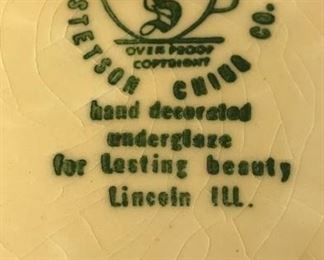 S
OVEN PROOF
COPYRIGHT
STETSON CHINA CO.
hand decorated
underglaze
for Lasting beauty
Lincoln ILL.